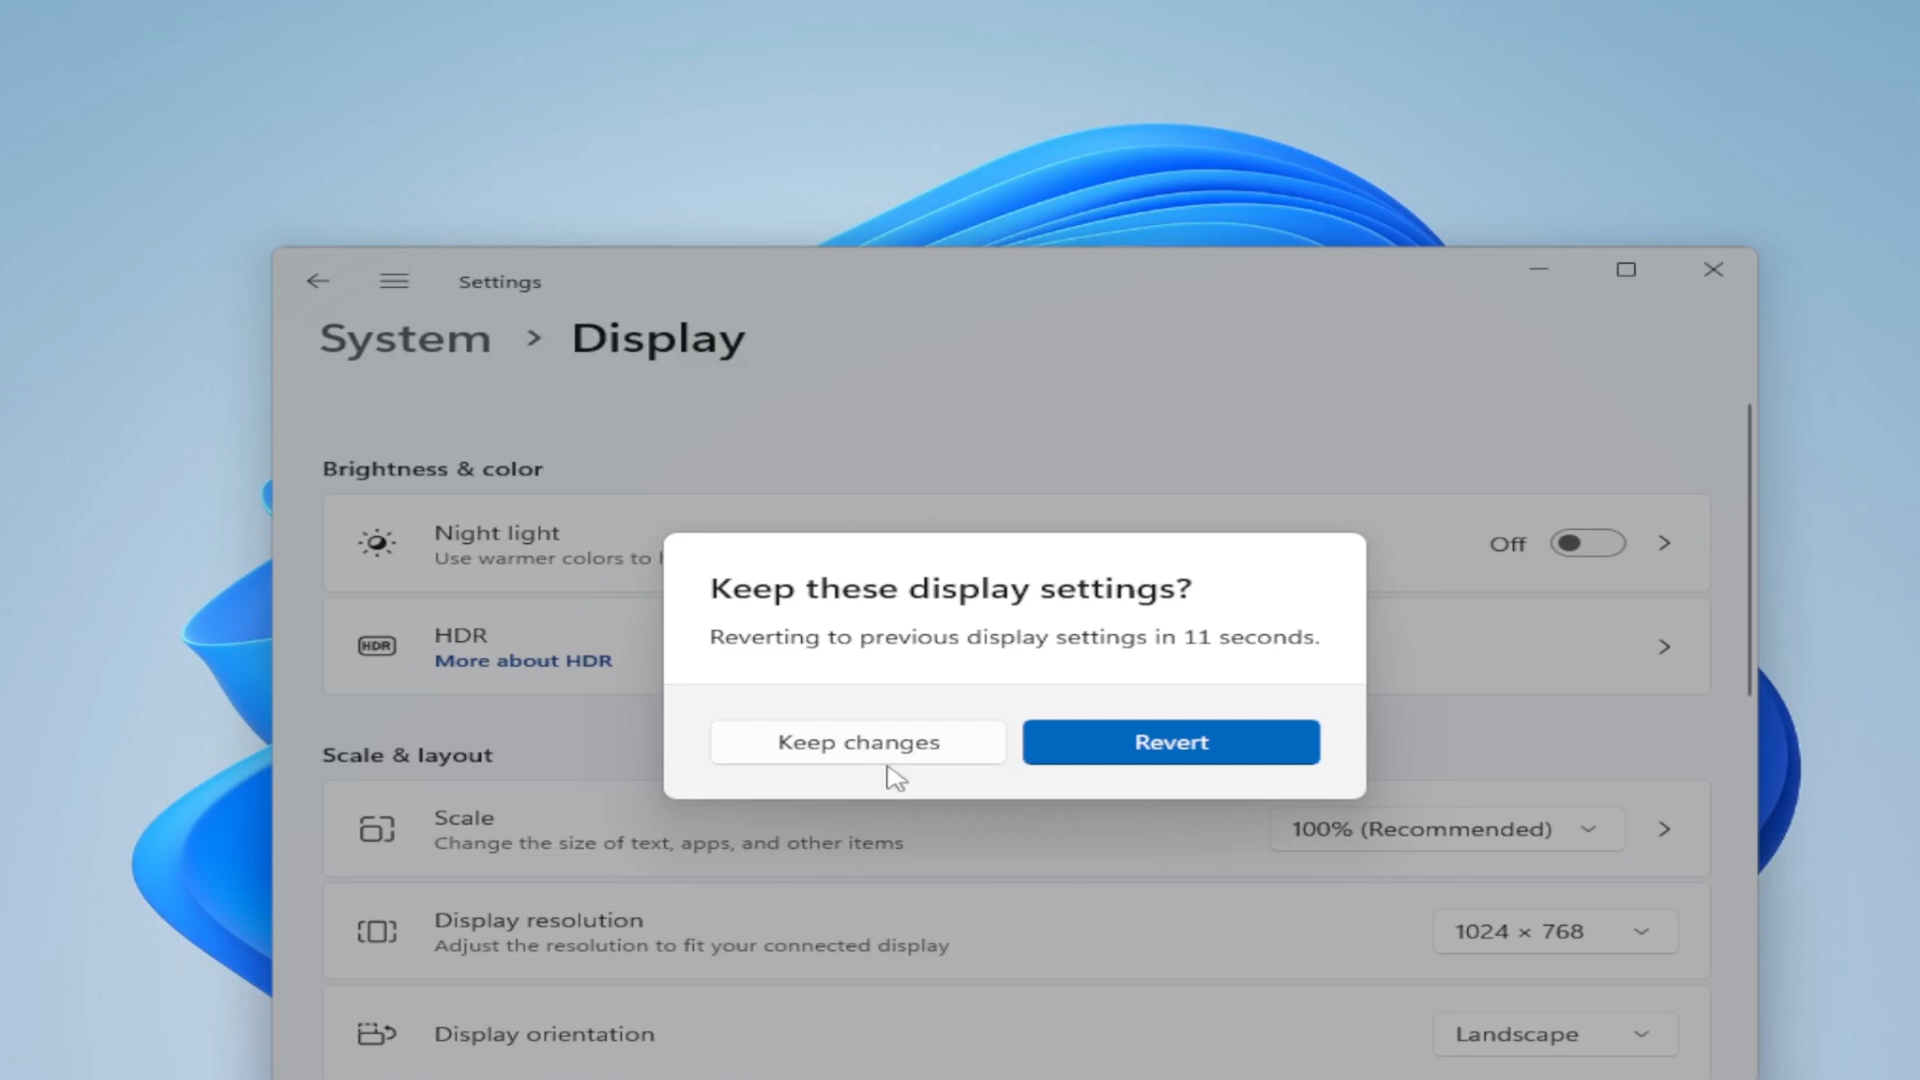 Settings
System > Display
Brightness & color
Night light
Off
Use warmer colors to
HDR
HDR
More about HDR
Keep these display settings?
Reverting to previous display settings in 11 seconds.
Keep changes
Revert
Scale & layout
Scale
Change the size of text, apps, and other items
100% (Recommended)
Display resolution
Adjust the resolution to fit your connected display
1024 × 768
Display orientation
Landscape